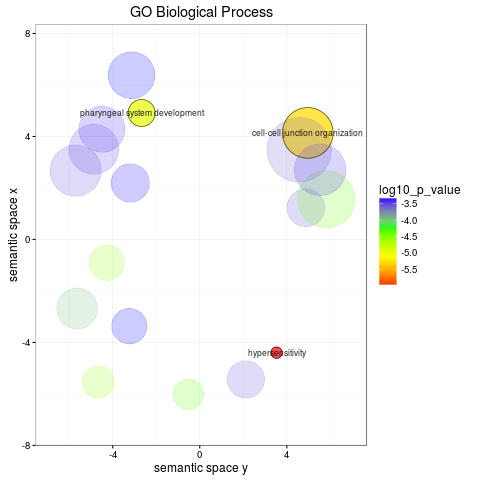 GO Biological Process
8
4
0
-4
-8
semantic space x
pharyngeal system development
cell-cell junction organization
hypersensitivity
-4
0
4
semantic space y
log10_p_value
-3.5
-4.0
-4.5
-5.0
-5.5